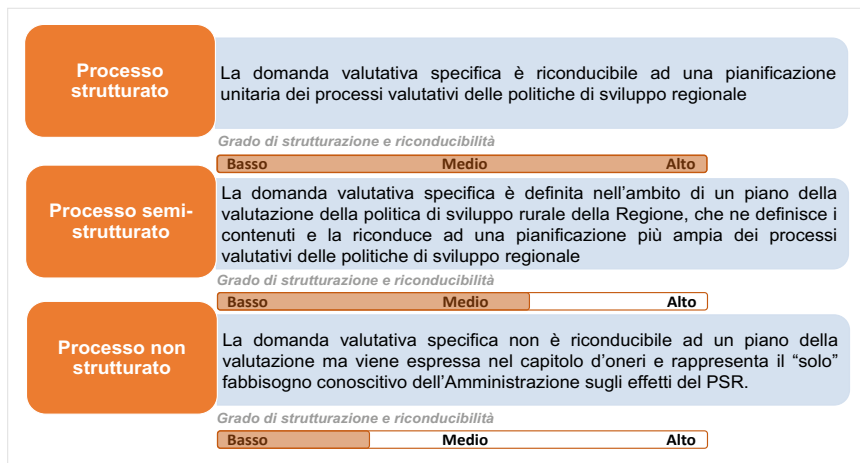 Processo
strutturato
La domanda valutativa specifica è riconducibile ad una pianificazione
unitaria dei processi valutativi delle politiche di sviluppo regionale
Grado di strutturazione e riconducibilità
Basso Medio Alto
Processo semi-
strutturato
La domanda valutativa specifica è definita nell’ambito di un piano della
valutazione della politica di sviluppo rurale della Regione, che ne definisce i
contenuti e la riconduce ad una pianificazione più ampia dei processi
valutativi delle politiche di sviluppo regionale
Grado di strutturazione e riconducibilità
Basso Medio Alto
Processo non
strutturato
La domanda valutativa specifica non è riconducibile ad un piano della
valutazione ma viene espressa nel capitolo d’oneri e rappresenta il “solo”
fabbisogno conoscitivo dell’Amministrazione sugli effetti del PSR.
Grado di strutturazione e riconducibilità
Basso Medio Alto